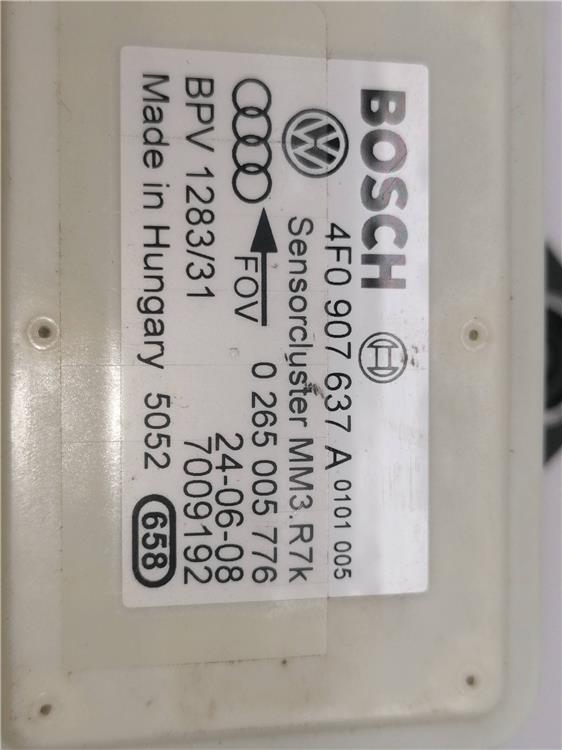 BOSCH
4F0 907 637 A 0101 005
Sensorcluster MM3.R7k
FOV 0 265 005 776
24-06-08
BPV 1283/31 7009192
Made in Hungary 5052 658